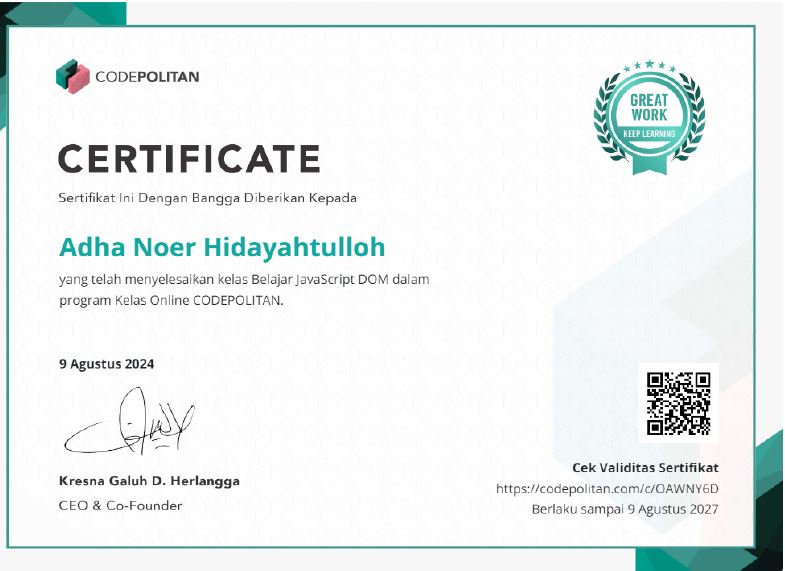 CODEPOLITAN
GREAT
WORK
KEEP LEARNING
CERTIFICATE
Sertifikat Ini Dengan Bangga Diberikan Kepada
Adha Noer Hidayahtulloh
yang telah menyelesaikan kelas Belajar JavaScript DOM dalam
program Kelas Online CODEPOLITAN.
9 Agustus 2024
Kresna Galuh D. Herlangga
CEO & Co-Founder
Cek Validitas Sertifikat
https://codepolitan.com/c/OAWNY6D
Berlaku sampai 9 Agustus 2027